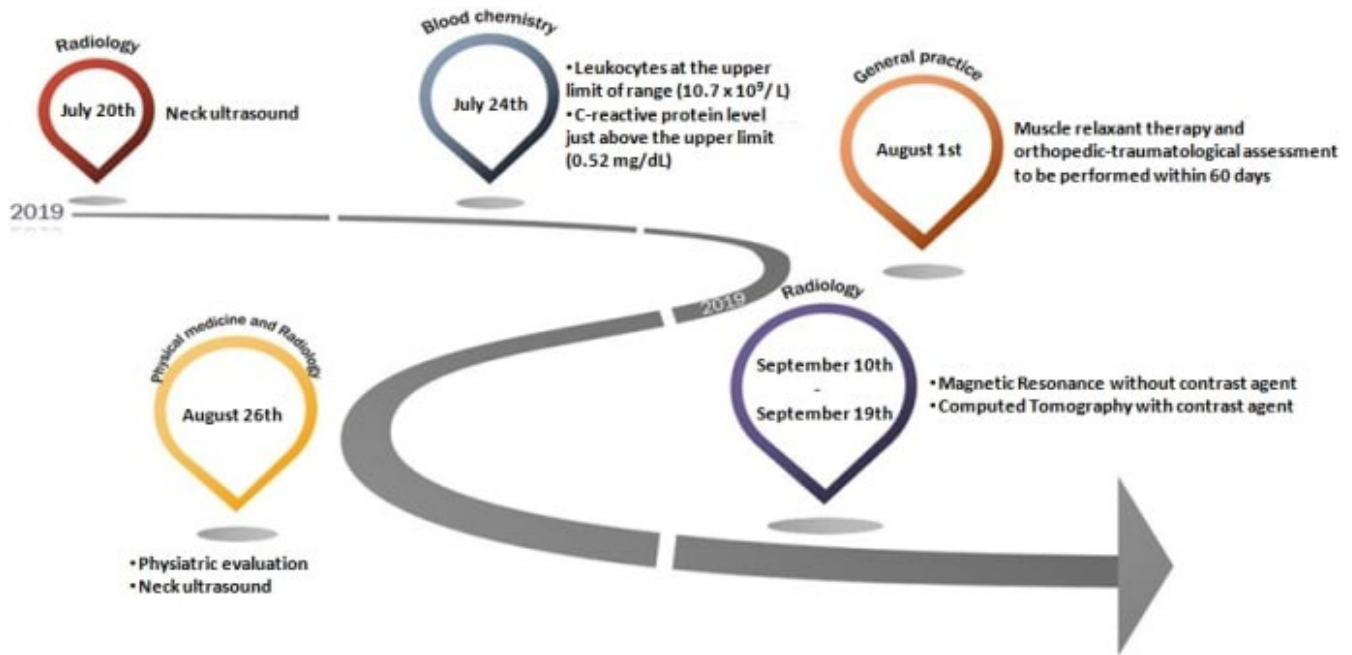 Radiology
July 20th
Neck ultrasound
Blood chemistry
July 24th
•Leukocytes at the upper
limit of range (10.7 x 10⁹/ L)
•C-reactive protein level
just above the upper limit
(0.52 mg/dL)
General practice
August 1st
Muscle relaxant therapy and
orthopedic-traumatological assessment
to be performed within 60 days
2019
2019
Physical medicine and Radiology
August 26th
•Physiatric evaluation
•Neck ultrasound
Radiology
September 10th
-
September 19th
•Magnetic Resonance without contrast agent
•Computed Tomography with contrast agent